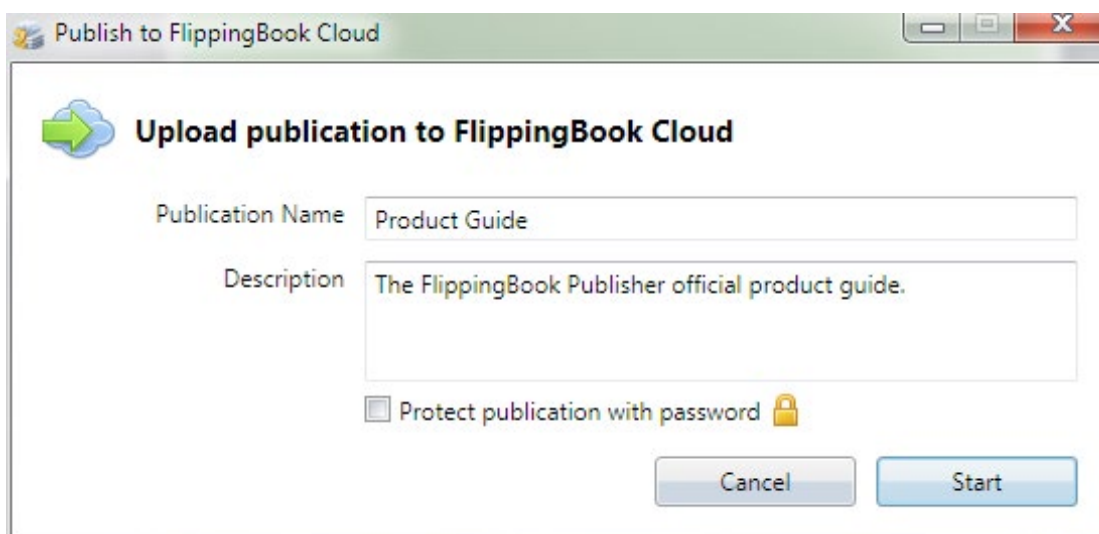 Publish to FlippingBook Cloud
Upload publication to FlippingBook Cloud
Publication Name Product Guide
Description The FlippingBook Publisher official product guide.
Protect publication with password
Cancel Start